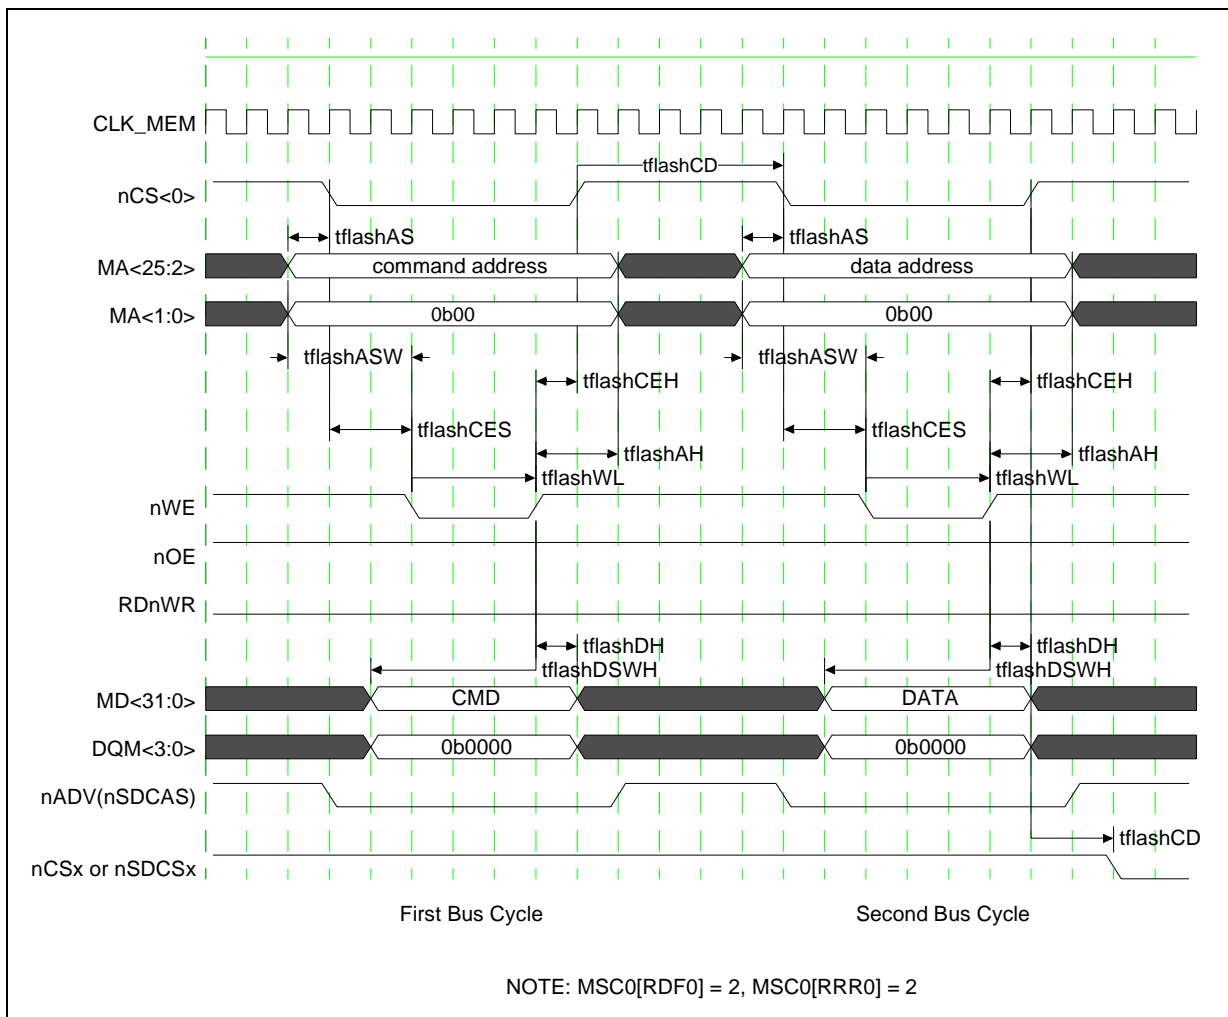 CLK_MEM
tflashCD
nCS<0>
tflashAS tflashAS
MA<25:2> command address data address
MA<1:0> 0b00 0b00
tflashASW tflashASW
tflashCEH tflashCEH
tflashCES tflashCES
tflashAH tflashAH
tflashWL tflashWL
nWE
nOE
RDnWR
tflashDH tflashDH
tflashDSWH tflashDSWH
MD<31:0> CMD DATA
DQM<3:0> 0b0000 0b0000
nADV(nSDCAS)
tflashCD
nCSx or nSDCSx
First Bus Cycle Second Bus Cycle
NOTE: MSC0[RDF0] = 2, MSC0[RRR0] = 2